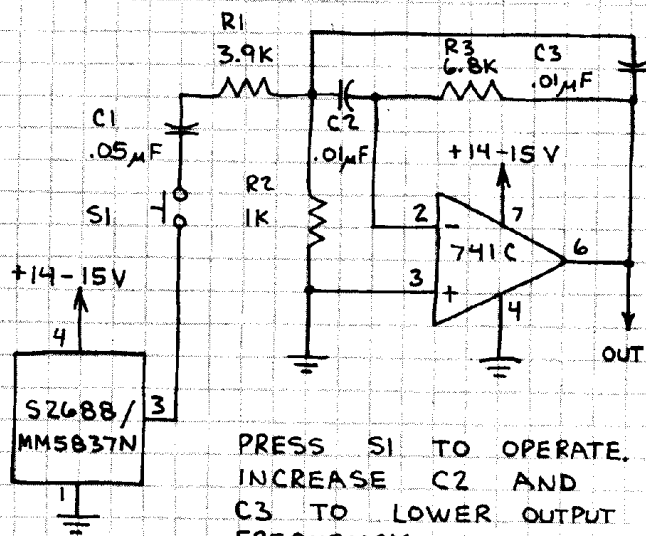 R1
3.9K
R3
6.8K
C3
.01µF
C1
.05µF
C2
.01µF
+14-15V
R2
1K
S1
2
-
7
741C
6
3
+
4
+14-15V
4
OUT
S2688/
MM5837N
3
1
PRESS S1 TO OPERATE.
INCREASE C2 AND
C3 TO LOWER OUTPUT